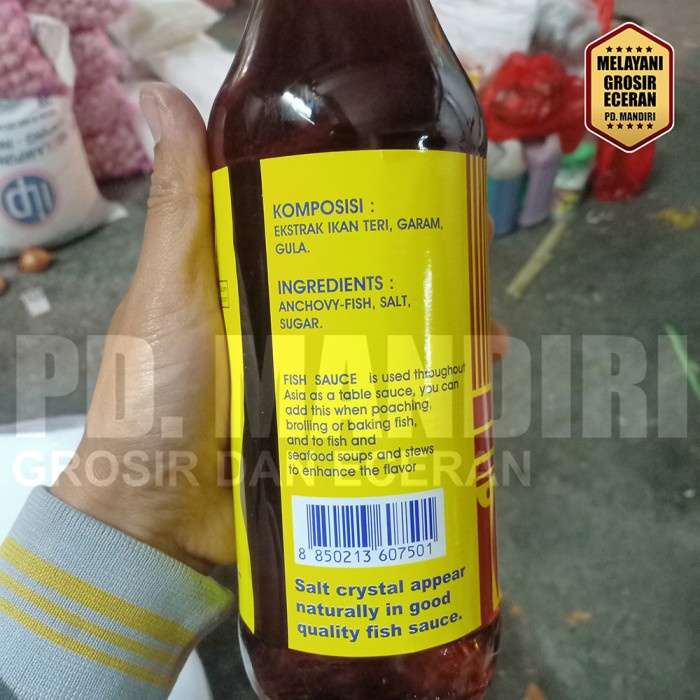 MELAYANI
GROSIR
ECERAN
PD. MANDIRI
KOMPOSISI :
EKSTRAK IKAN TERI, GARAM,
GULA.
INGREDIENTS :
ANCHOVY-FISH, SALT,
SUGAR.
PD. MANDIRI
GROSIR DAN ECERAN
FISH SAUCE is used throughout
Asia as a table sauce, you can
add this when poaching,
broiling or baking fish,
and to fish and
seafood soups and stews
to enhance the flavor
8 850213 607501
Salt crystal appear
naturally in good
quality fish sauce.